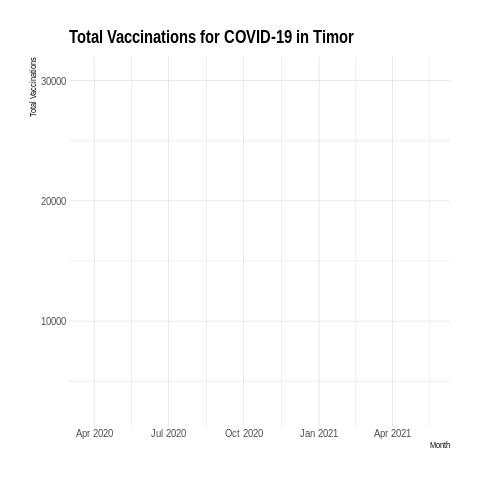 Total Vaccinations for COVID-19 in Timor
Total Vaccinations
30000
20000
10000
Apr 2020 Jul 2020 Oct 2020 Jan 2021 Apr 2021
Month